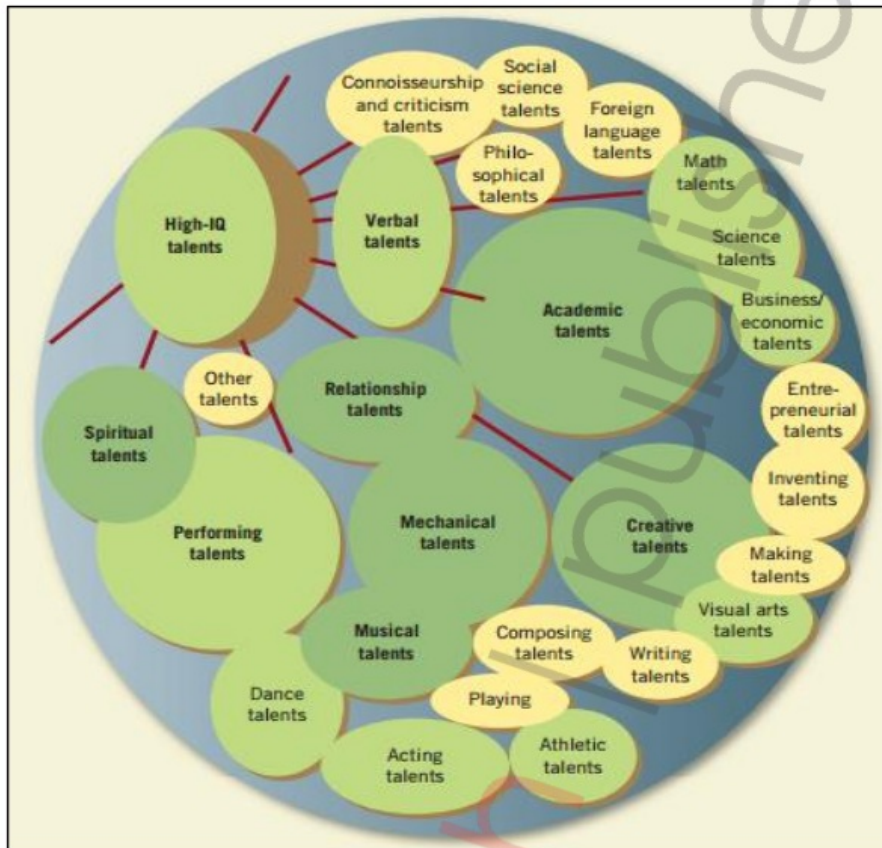 Connoisseurship
and criticism
talents
Social
science
talents
Foreign
language
talents
Philo-
sophical
talents
Math
talents
High-IQ
talents
Verbal
talents
Science
talents
Academic
talents
Business/
economic
talents
Other
talents
Relationship
talents
Entre-
preneurial
talents
Spiritual
talents
Inventing
talents
Performing
talents
Mechanical
talents
Creative
talents
Making
talents
Visual arts
talents
Musical
talents
Composing
talents
Writing
talents
Dance
talents
Playing
Acting
talents
Athletic
talents
publishe